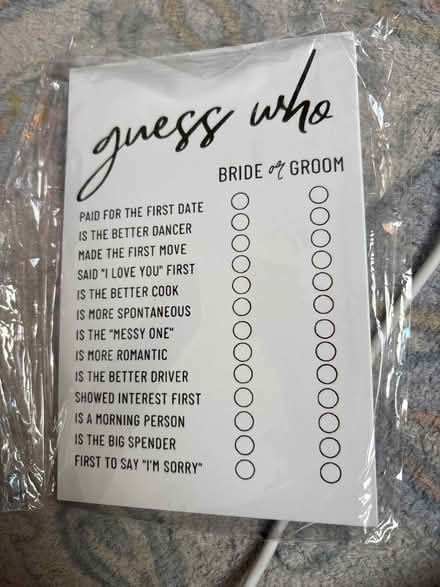 guess who
BRIDE or GROOM
PAID FOR THE FIRST DATE
IS THE BETTER DANCER
MADE THE FIRST MOVE
SAID "I LOVE YOU" FIRST
IS THE BETTER COOK
IS MORE SPONTANEOUS
IS THE "MESSY ONE"
IS MORE ROMANTIC
IS THE BETTER DRIVER
SHOWED INTEREST FIRST
IS A MORNING PERSON
IS THE BIG SPENDER
FIRST TO SAY "I'M SORRY"